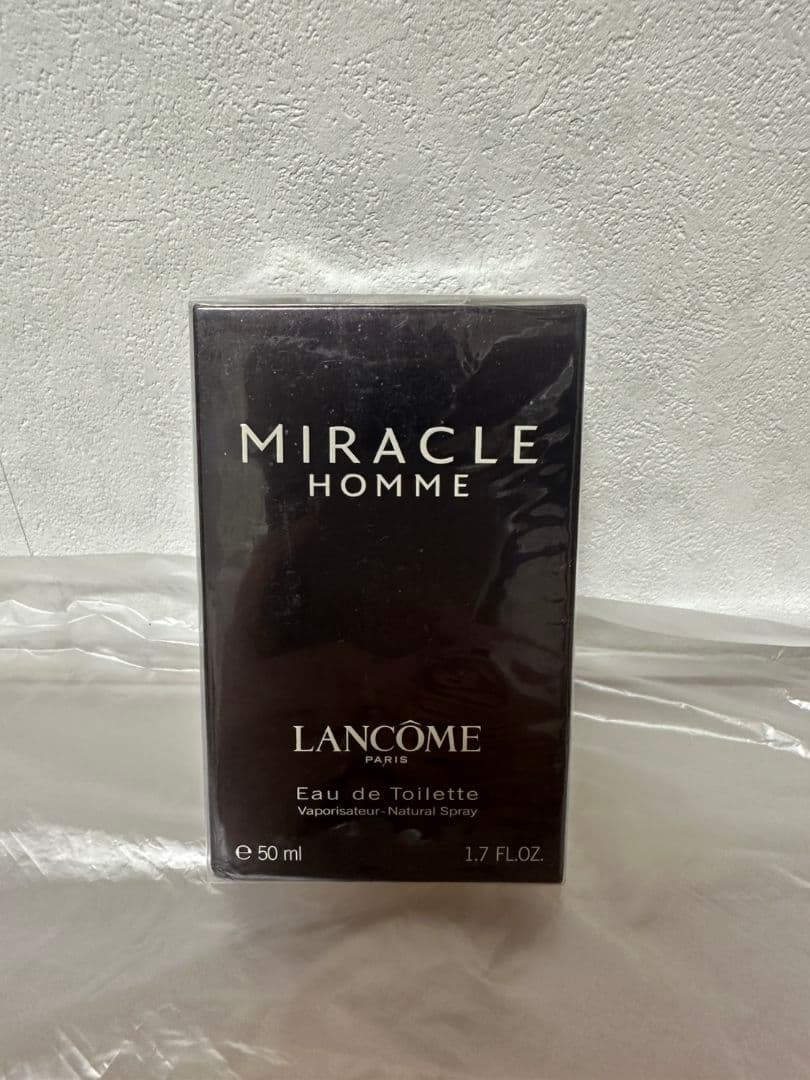 MIRACLE
HOMME
LANCÔME
PARIS
Eau de Toilette
Vaporisateur-Natural Spray
℮ 50 ml 1.7 FL.OZ.